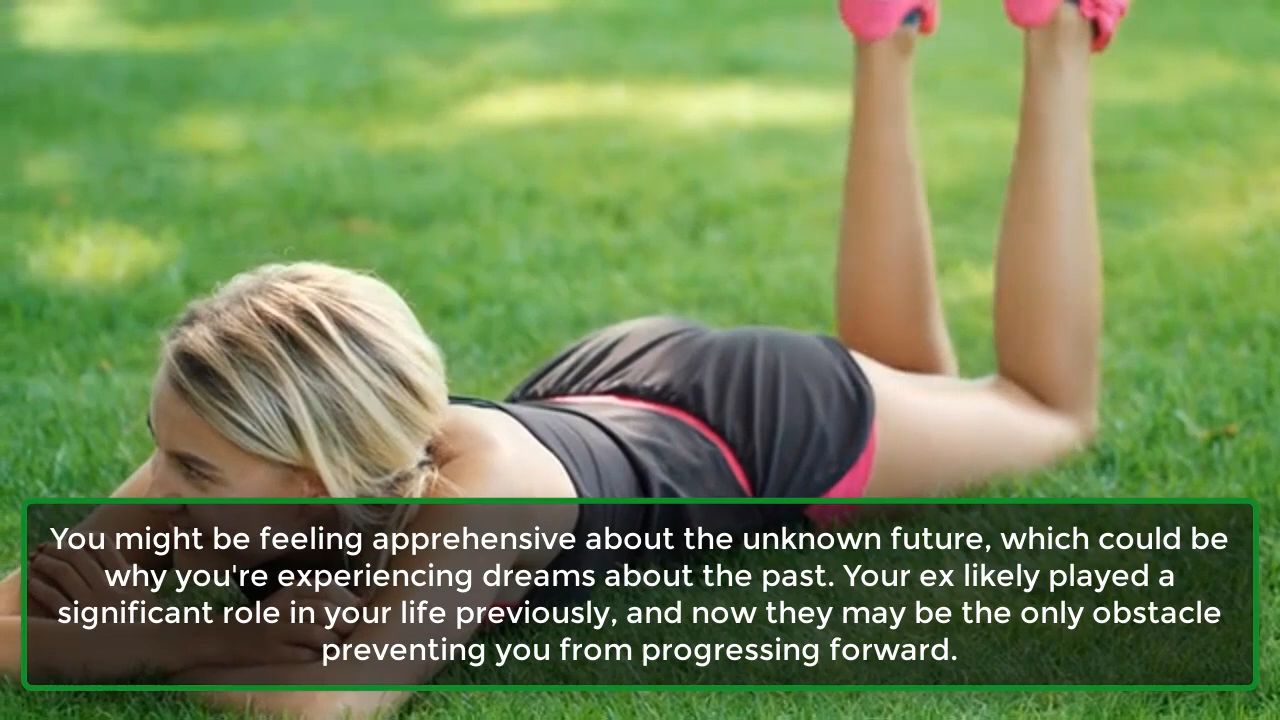 You might be feeling apprehensive about the unknown future, which could be
why you're experiencing dreams about the past. Your ex likely played a
significant role in your life previously, and now they may be the only obstacle
preventing you from progressing forward.